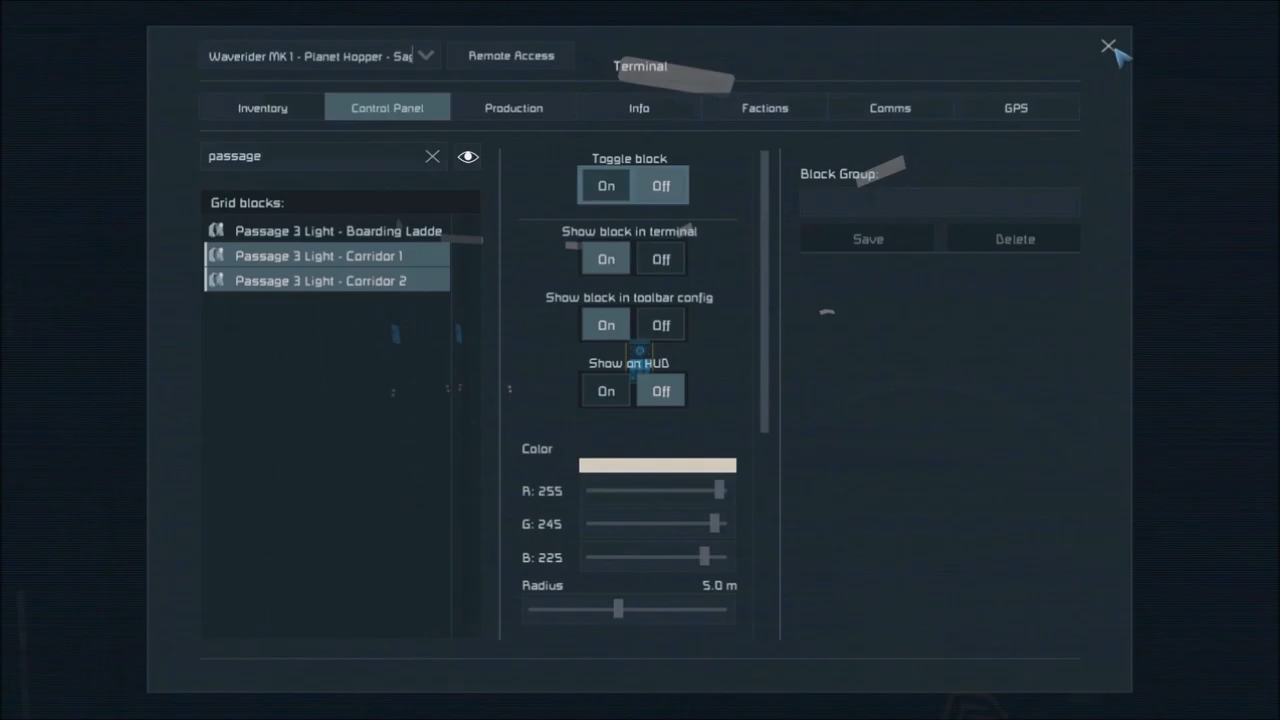 Waverider MK1 - Planet Hopper - Sag
Remote Access
Terminal
Inventory
Control Panel
Production
Info
Factions
Comms
GPS
passage
Grid blocks:
Passage 3 Light - Boarding Ladde
Passage 3 Light - Corridor 1
Passage 3 Light - Corridor 2
Toggle block
On Off
Show block in terminal
On Off
Show block in toolbar config
On Off
Show on HUD
On Off
Color
R: 255
G: 245
B: 225
Radius 5.0 m
Block Group:
Save Delete